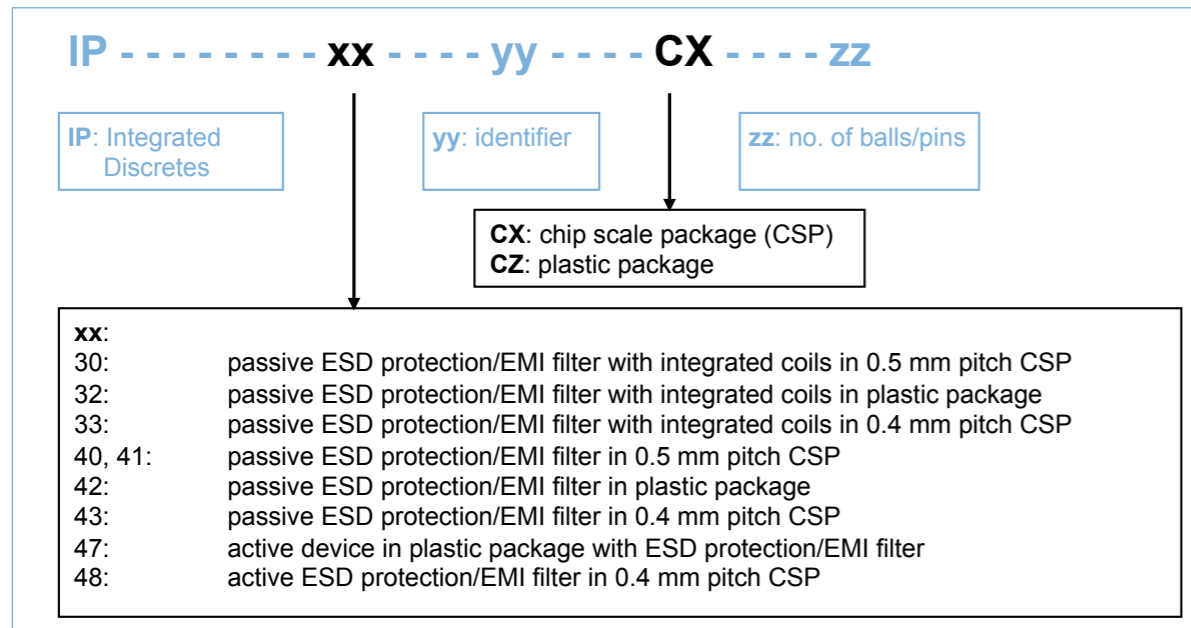 IP - - - - - - - - xx - - - - yy - - - - CX - - - - zz
IP: Integrated
Discretes
yy: identifier
zz: no. of balls/pins
CX: chip scale package (CSP)
CZ: plastic package
xx:
30: passive ESD protection/EMI filter with integrated coils in 0.5 mm pitch CSP
32: passive ESD protection/EMI filter with integrated coils in plastic package
33: passive ESD protection/EMI filter with integrated coils in 0.4 mm pitch CSP
40, 41: passive ESD protection/EMI filter in 0.5 mm pitch CSP
42: passive ESD protection/EMI filter in plastic package
43: passive ESD protection/EMI filter in 0.4 mm pitch CSP
47: active device in plastic package with ESD protection/EMI filter
48: active ESD protection/EMI filter in 0.4 mm pitch CSP